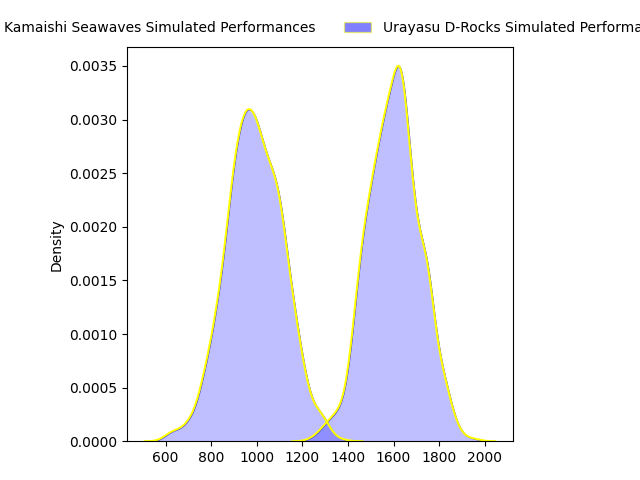 Kamaishi Seawaves Simulated Performances
Urayasu D-Rocks Simulated Performa
0.0035
0.0030
0.0025
0.0020
0.0015
0.0010
0.0005
0.0000
Density
600 800 1000 1200 1400 1600 1800 2000